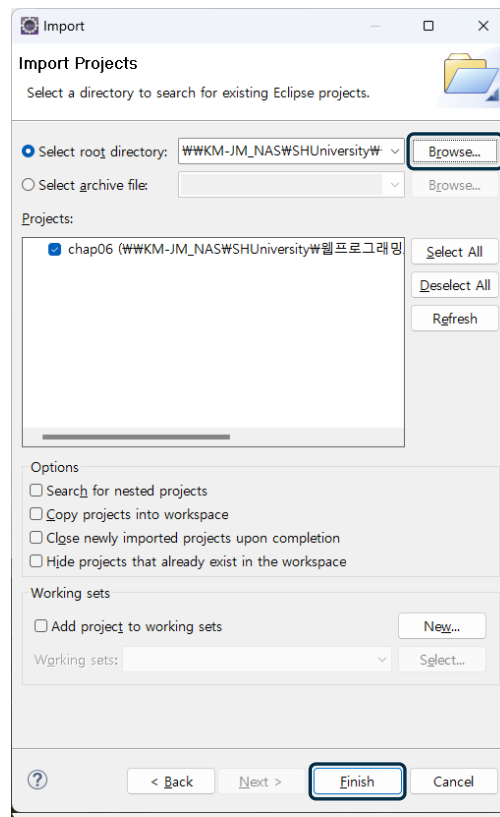 Import
Import Projects
Select a directory to search for existing Eclipse projects.
Select root directory: ₩₩KM-JM_NAS₩SHUniversity₩ Browse...
Select archive file: Browse...
Projects:
chap06 (₩₩KM-JM_NAS₩SHUniversity₩웹프로그래밍 Select All
Deselect All
Refresh
Options
Search for nested projects
Copy projects into workspace
Close newly imported projects upon completion
Hide projects that already exist in the workspace
Working sets
Add project to working sets New...
Working sets: Select...
? < Back Next > Finish Cancel